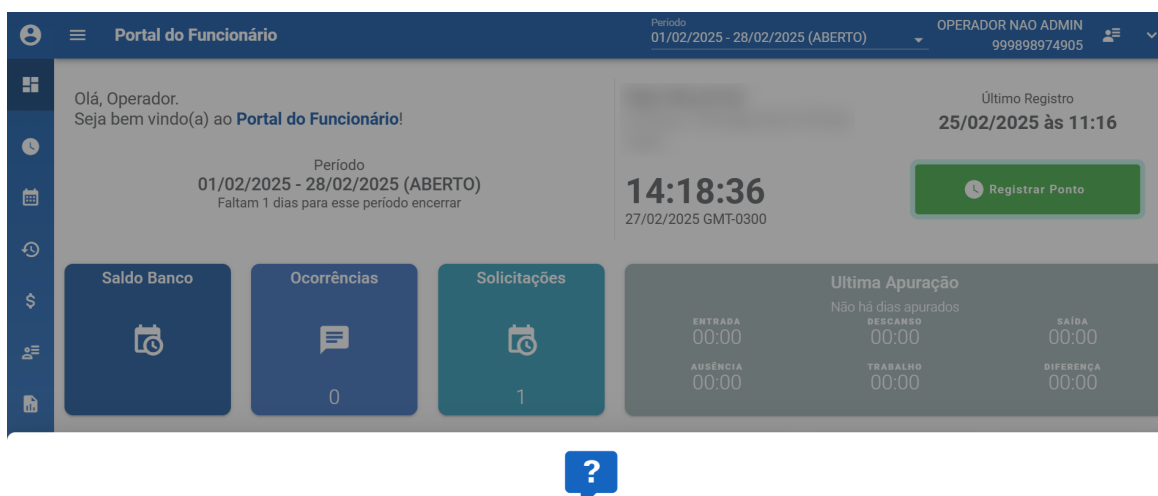 Portal do Funcionário
Período
01/02/2025 - 28/02/2025 (ABERTO)
OPERADOR NAO ADMIN
999898974905
Olá, Operador.
Seja bem vindo(a) ao Portal do Funcionário!
Período
01/02/2025 - 28/02/2025 (ABERTO)
Faltam 1 dias para esse período encerrar
14:18:36
27/02/2025 GMT-0300
Último Registro
25/02/2025 às 11:16
Registrar Ponto
Saldo Banco
Ocorrências
0
Solicitações
1
Ultima Apuração
Não há dias apurados
ENTRADA DESCANSO SAÍDA
00:00 00:00 00:00
AUSÊNCIA TRABALHO DIFERENÇA
00:00 00:00 00:00
?